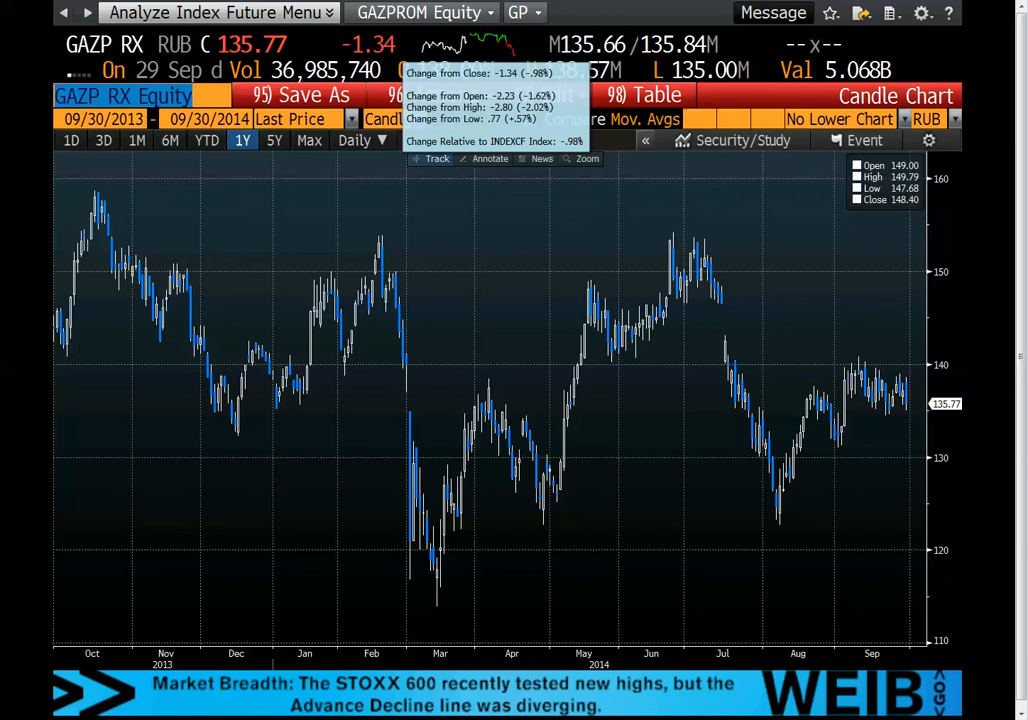 Analyze Index Future Menu GAZPROM Equity GP Message ?
GAZP RX RUB C 135.77 -1.34 M135.66 /135.84M -- x --
On 29 Sep d Vol 36,985,740 L 135.00M Val 5.068B
GAZP RX Equity 95) Save As 98) Table Candle Chart
09/30/2013 - 09/30/2014 Last Price Mov. Avgs No Lower Chart RUB
1D 3D 1M 6M YTD 1Y 5Y Max Daily ▼ « Security/Study Event
Change from Close: -1.34 (-.98%)
Change from Open: -2.23 (-1.62%)
Change from High: -2.80 (-2.02%)
Change from Low: .77 (+.57%)
Change Relative to INDEXCF Index: -.98%
Track Annotate News Zoom
Open 149.00
High 149.79
Low 147.68
Close 148.40
160
150
140
135.77
130
120
110
Oct Nov Dec Jan Feb Mar Apr May Jun Jul Aug Sep
2013 2014
Market Breadth: The STOXX 600 recently tested new highs, but the
Advance Decline line was diverging.
WEIB <GO>